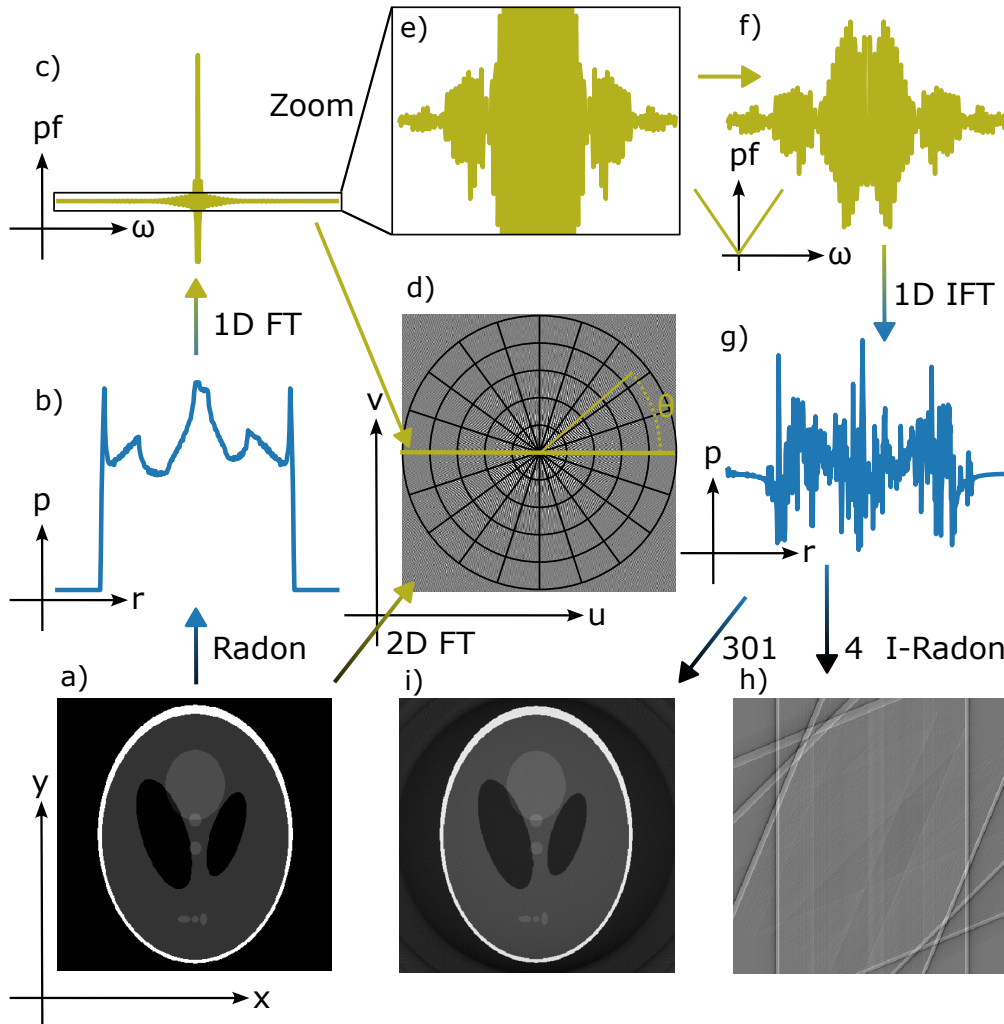 c)
pf
ω
Zoom
e)
f)
pf
ω
1D FT
d)
1D IFT
b)
p
r
v
θ
u
g)
p
r
Radon
2D FT
301
4 I-Radon
a)
y
x
i)
h)